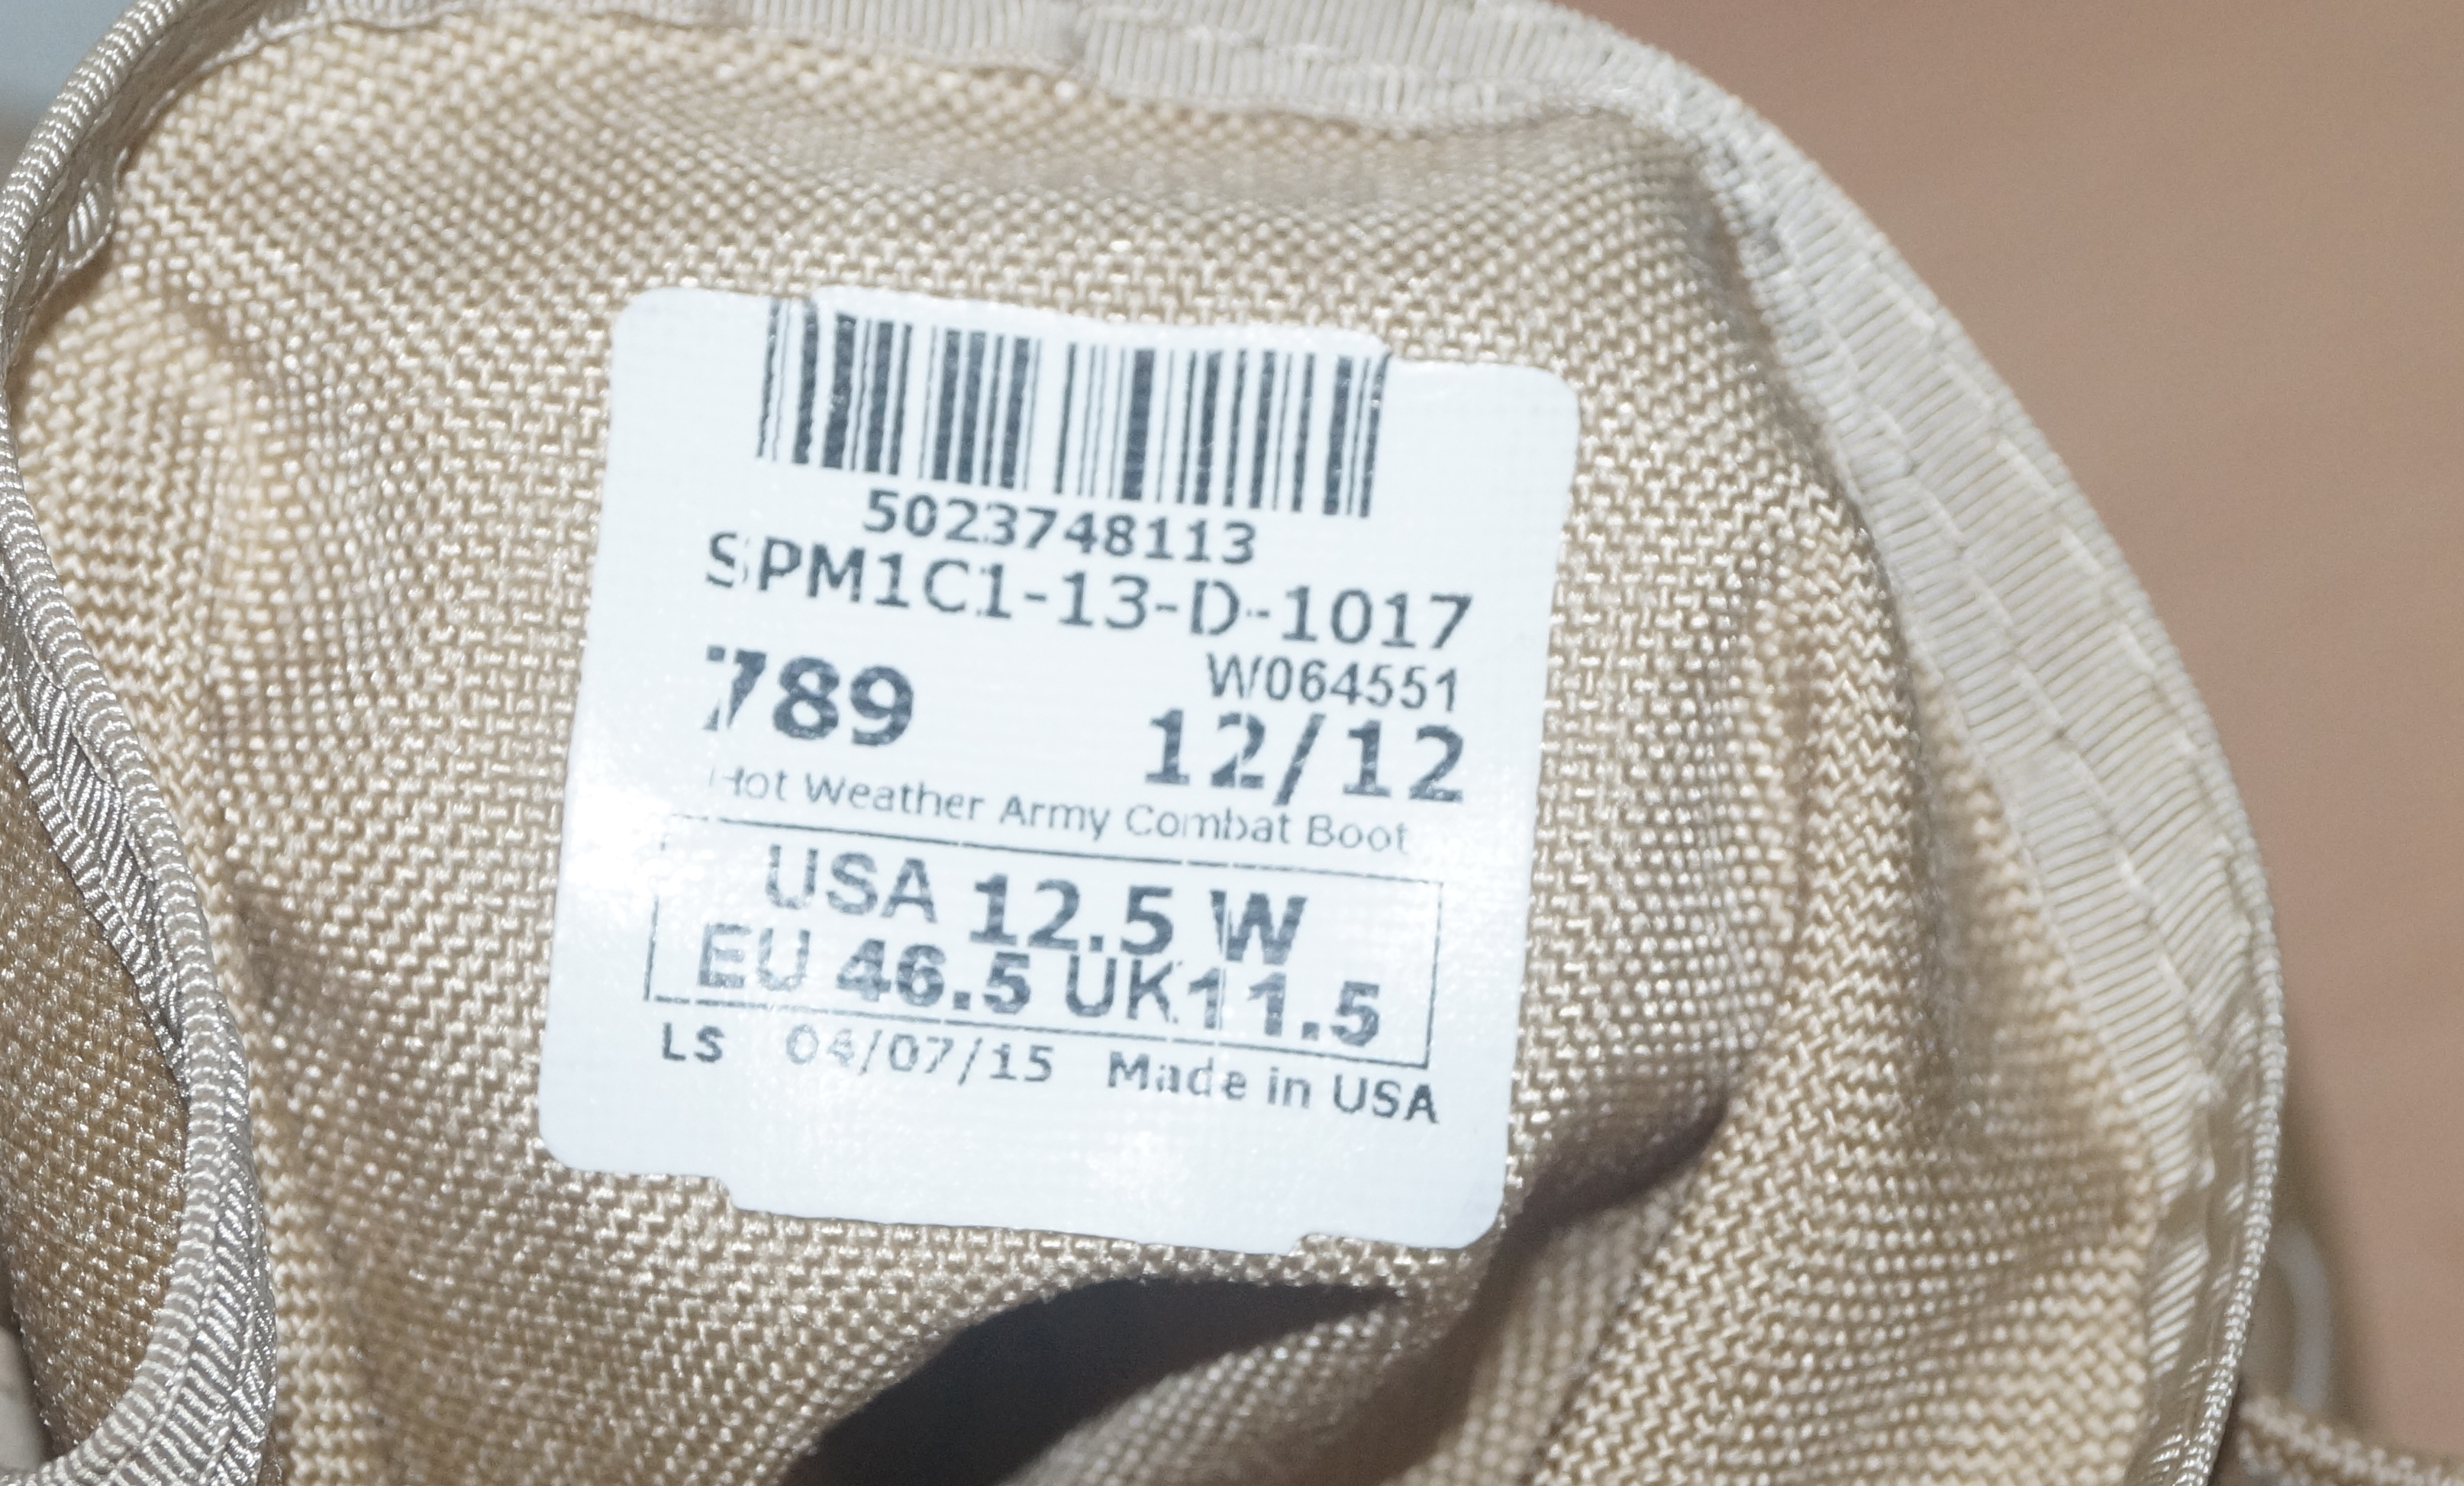 5023748113
SPM1C1-13-D-1017
W064551
789 12/12
Hot Weather Army Combat Boot
USA 12.5 W
EU 46.5 UK11.5
LS 04/07/15 Made in USA